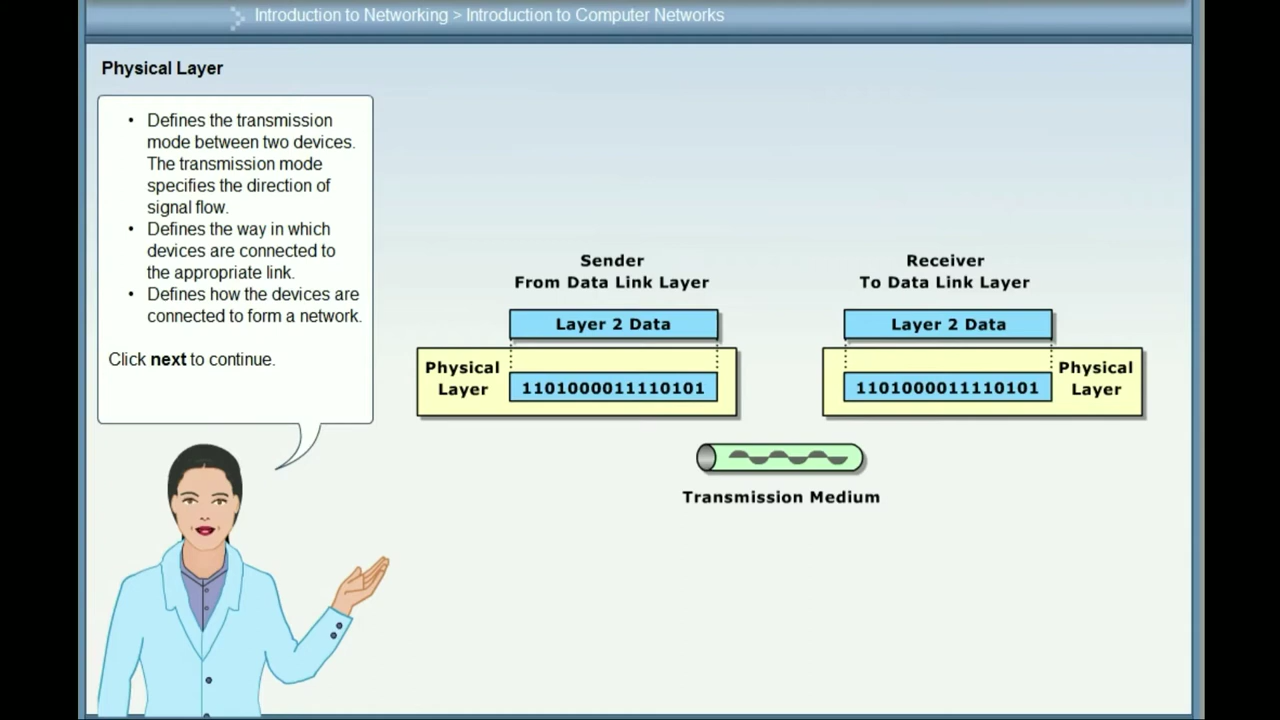 Introduction to Networking > Introduction to Computer Networks
Physical Layer
• Defines the transmission
mode between two devices.
The transmission mode
specifies the direction of
signal flow.
• Defines the way in which
devices are connected to
the appropriate link.
• Defines how the devices are
connected to form a network.
Click next to continue.
Sender
From Data Link Layer
Layer 2 Data
Physical
Layer
1101000011110101
Receiver
To Data Link Layer
Layer 2 Data
1101000011110101
Physical
Layer
Transmission Medium